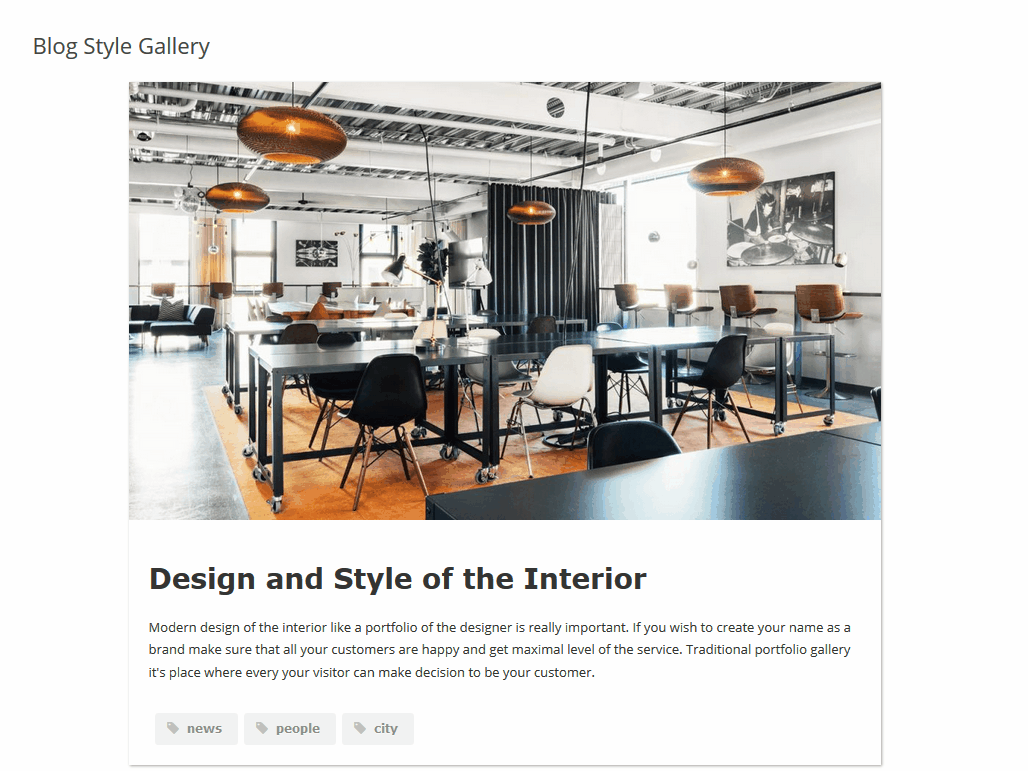 Blog Style Gallery
Design and Style of the Interior
Modern design of the interior like a portfolio of the designer is really important. If you wish to create your name as a
brand make sure that all your customers are happy and get maximal level of the service. Traditional portfolio gallery
it's place where every your visitor can make decision to be your customer.
news people city